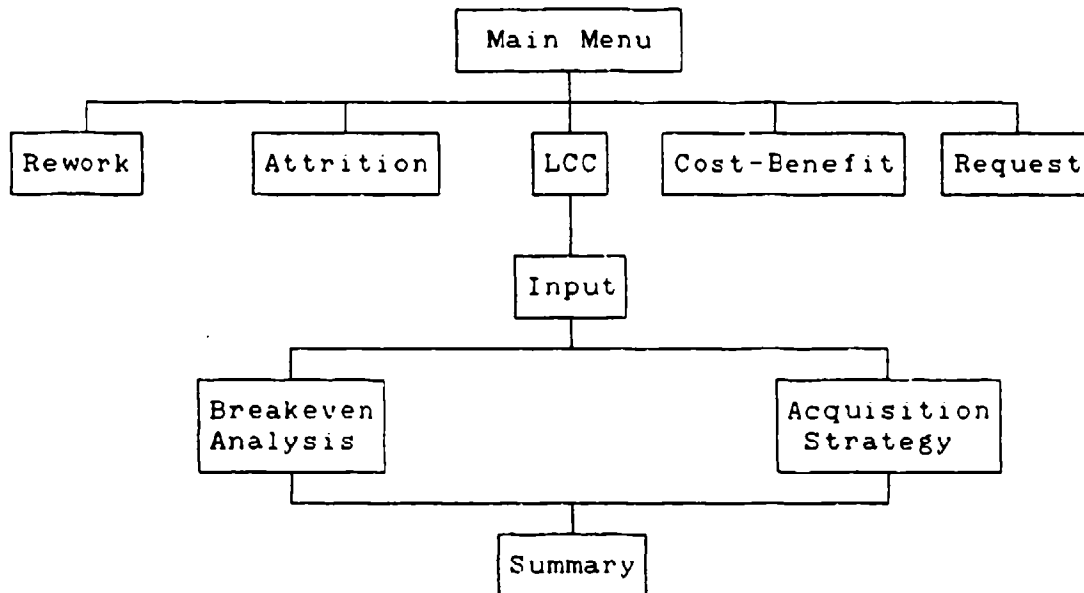 Main Menu
Rework
Attrition
LCC
Cost-Benefit
Request
Input
Breakeven
Analysis
Acquisition
Strategy
Summary